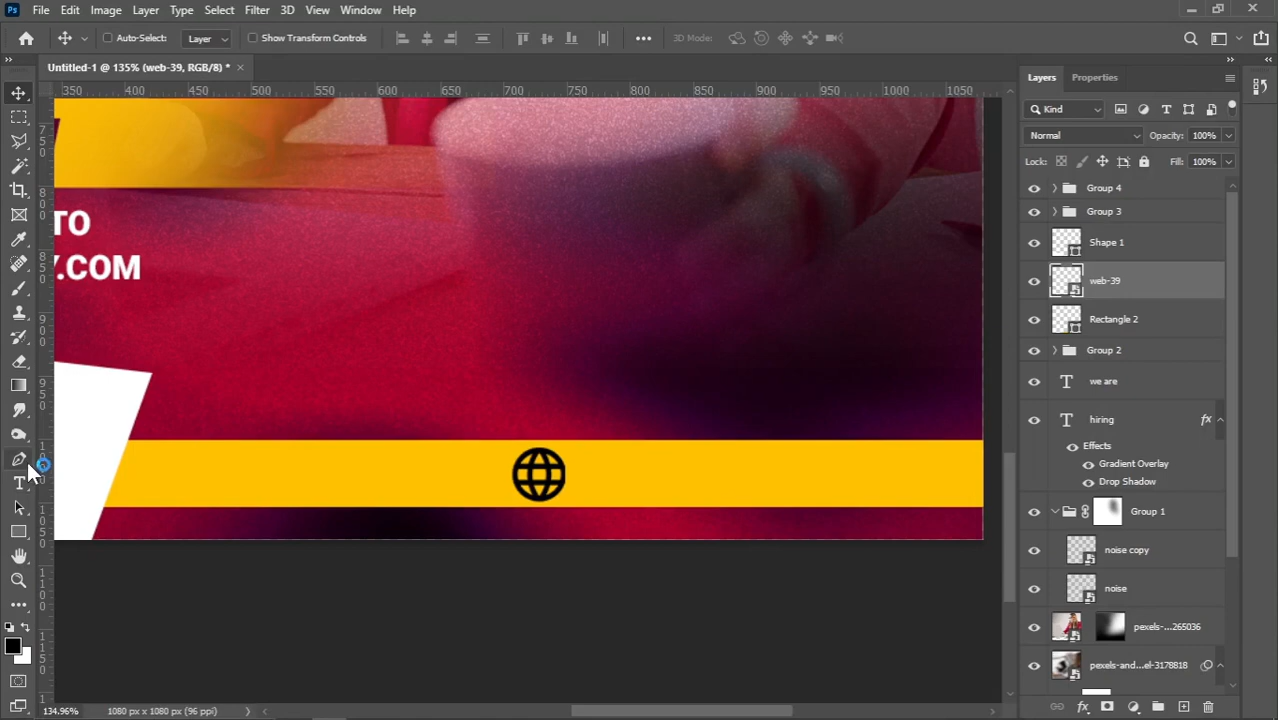 Ps File Edit Image Layer Type Select Filter 3D View Window Help
Auto-Select: Layer Show Transform Controls 3D Mode:
Untitled-1 @ 135% (web-39, RGB/8) *
350 400 450 500 550 600 650 700 750 800 850 900 950 1000 1050
TO
Y.COM
Layers Properties
Kind
Normal Opacity: 100%
Lock: Fill: 100%
Group 4
Group 3
Shape 1
web-39
Rectangle 2
Group 2
T we are
T hiring fx
Effects
Gradient Overlay
Drop Shadow
Group 1
noise copy
noise
pexels-...265036
pexels-and...el-3178818
134.96% 1080 px x 1080 px (96 ppi)